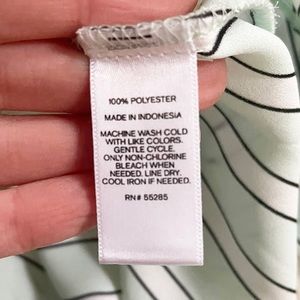 100% POLYESTER
MADE IN INDONESIA
MACHINE WASH COLD
WITH LIKE COLORS.
GENTLE CYCLE.
ONLY NON-CHLORINE
BLEACH WHEN
NEEDED. LINE DRY.
COOL IRON IF NEEDED.
RN# 55285